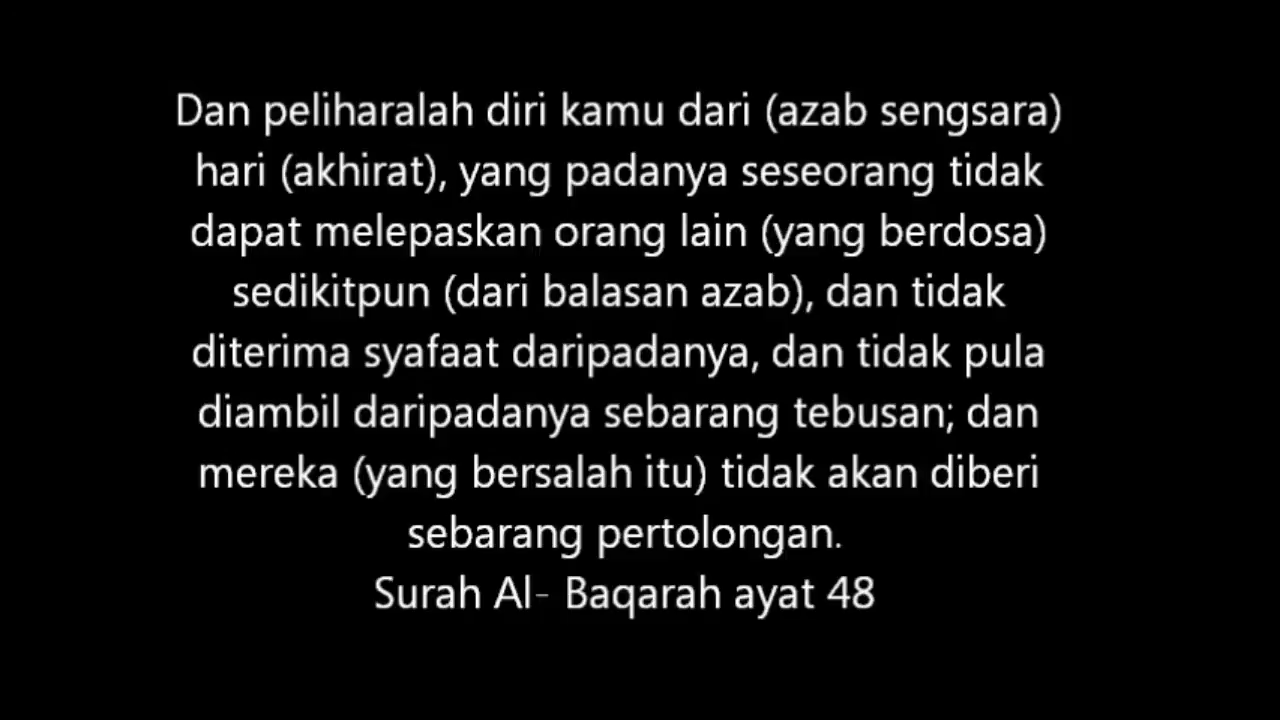 Dan peliharalah diri kamu dari (azab sengsara)
hari (akhirat), yang padanya seseorang tidak
dapat melepaskan orang lain (yang berdosa)
sedikitpun (dari balasan azab), dan tidak
diterima syafaat daripadanya, dan tidak pula
diambil daripadanya sebarang tebusan; dan
mereka (yang bersalah itu) tidak akan diberi
sebarang pertolongan.
Surah Al- Baqarah ayat 48